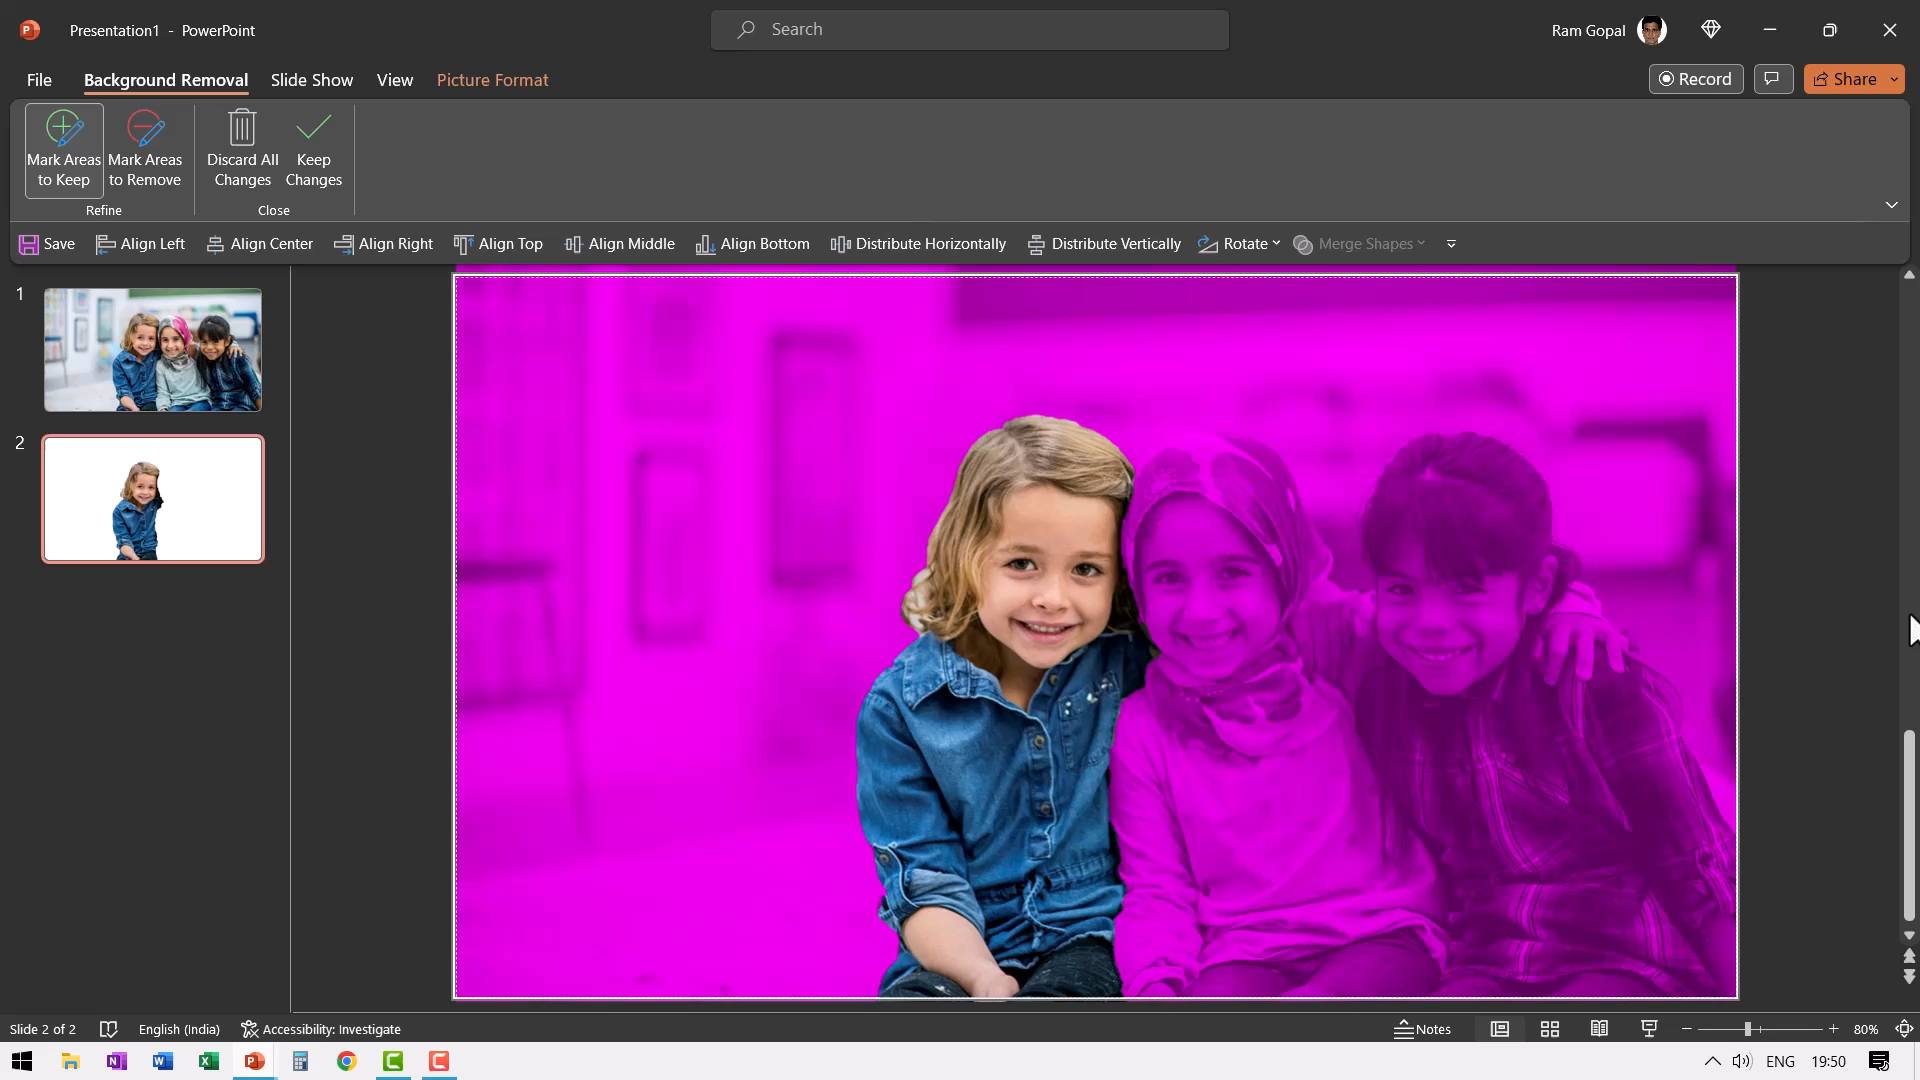 Presentation1 - PowerPoint
Search
Ram Gopal
File
Background Removal
Slide Show
View
Picture Format
Record
Share
Mark Areas
to Keep
Mark Areas
to Remove
Discard All
Changes
Keep
Changes
Refine
Close
Save
Align Left
Align Center
Align Right
Align Top
Align Middle
Align Bottom
Distribute Horizontally
Distribute Vertically
Rotate
Merge Shapes
1
2
Slide 2 of 2
English (India)
Accessibility: Investigate
Notes
80%
ENG
19:50